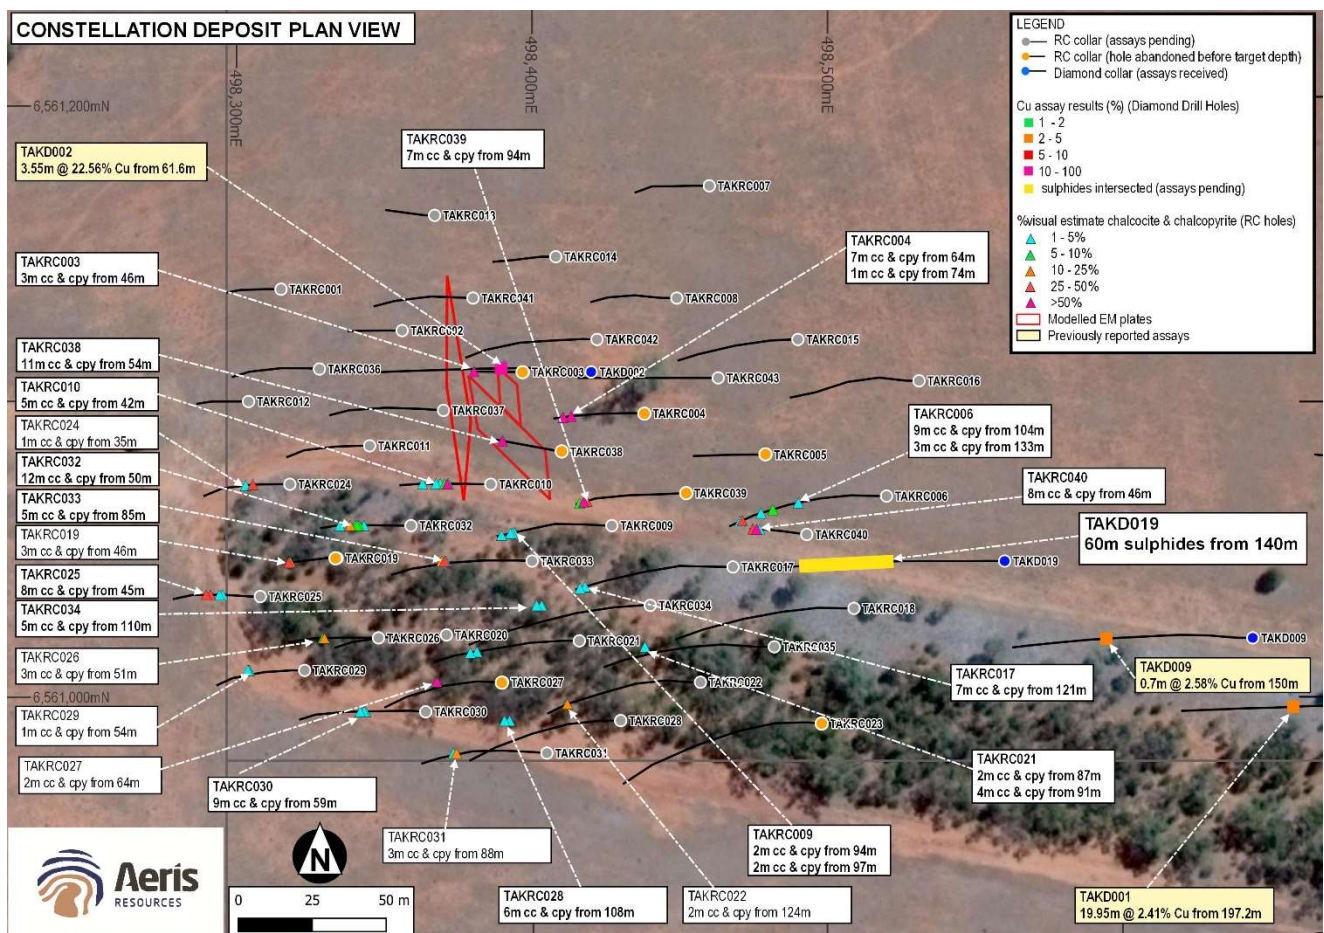 CONSTELLATION DEPOSIT PLAN VIEW
498,300mE
498,400mE
498,500mE
6,561,200mN
6,561,000mN
LEGEND
RC collar (assays pending)
RC collar (hole abandoned before target depth)
Diamond collar (assays received)
Cu assay results (%) (Diamond Drill Holes)
1 - 2
2 - 5
5 - 10
10 - 100
sulphides intersected (assays pending)
%visual estimate chalcocite & chalcopyrite (RC holes)
1 - 5%
5 - 10%
10 - 25%
25 - 50%
>50%
Modelled EM plates
Previously reported assays
TAKD002
3.55m @ 22.56% Cu from 61.6m
TAKRC039
7m cc & cpy from 94m
TAKRC003
3m cc & cpy from 46m
TAKRC004
7m cc & cpy from 64m
1m cc & cpy from 74m
TAKRC038
11m cc & cpy from 54m
TAKRC010
5m cc & cpy from 42m
TAKRC024
1m cc & cpy from 35m
TAKRC032
12m cc & cpy from 50m
TAKRC033
5m cc & cpy from 85m
TAKRC019
3m cc & cpy from 46m
TAKRC025
8m cc & cpy from 45m
TAKRC034
5m cc & cpy from 110m
TAKRC026
3m cc & cpy from 51m
TAKRC029
1m cc & cpy from 54m
TAKRC027
2m cc & cpy from 64m
TAKRC030
9m cc & cpy from 59m
TAKRC031
3m cc & cpy from 88m
TAKRC028
6m cc & cpy from 108m
TAKRC022
2m cc & cpy from 124m
TAKRC009
2m cc & cpy from 94m
2m cc & cpy from 97m
TAKRC021
2m cc & cpy from 87m
4m cc & cpy from 91m
TAKRC017
7m cc & cpy from 121m
TAKRC006
9m cc & cpy from 104m
3m cc & cpy from 133m
TAKRC040
8m cc & cpy from 46m
TAKD019
60m sulphides from 140m
TAKD009
0.7m @ 2.58% Cu from 150m
TAKD001
19.95m @ 2.41% Cu from 197.2m
TAKRC007
TAKRC013
TAKRC014
TAKRC001
TAKRC041
TAKRC008
TAKRC002
TAKRC042
TAKRC015
TAKRC036
TAKRC003
TAKD002
TAKRC043
TAKRC016
TAKRC012
TAKRC037
TAKRC004
TAKRC011
TAKRC038
TAKRC005
TAKRC024
TAKRC010
TAKRC039
TAKRC006
TAKRC032
TAKRC009
TAKRC040
TAKRC019
TAKRC033
TAKRC017
TAKD019
TAKRC025
TAKRC034
TAKRC018
TAKRC026
TAKRC020
TAKRC021
TAKRC035
TAKD009
TAKRC029
TAKRC027
TAKRC022
TAKRC030
TAKRC028
TAKRC023
TAKRC031
Aeris
RESOURCES
N
0
25
50 m